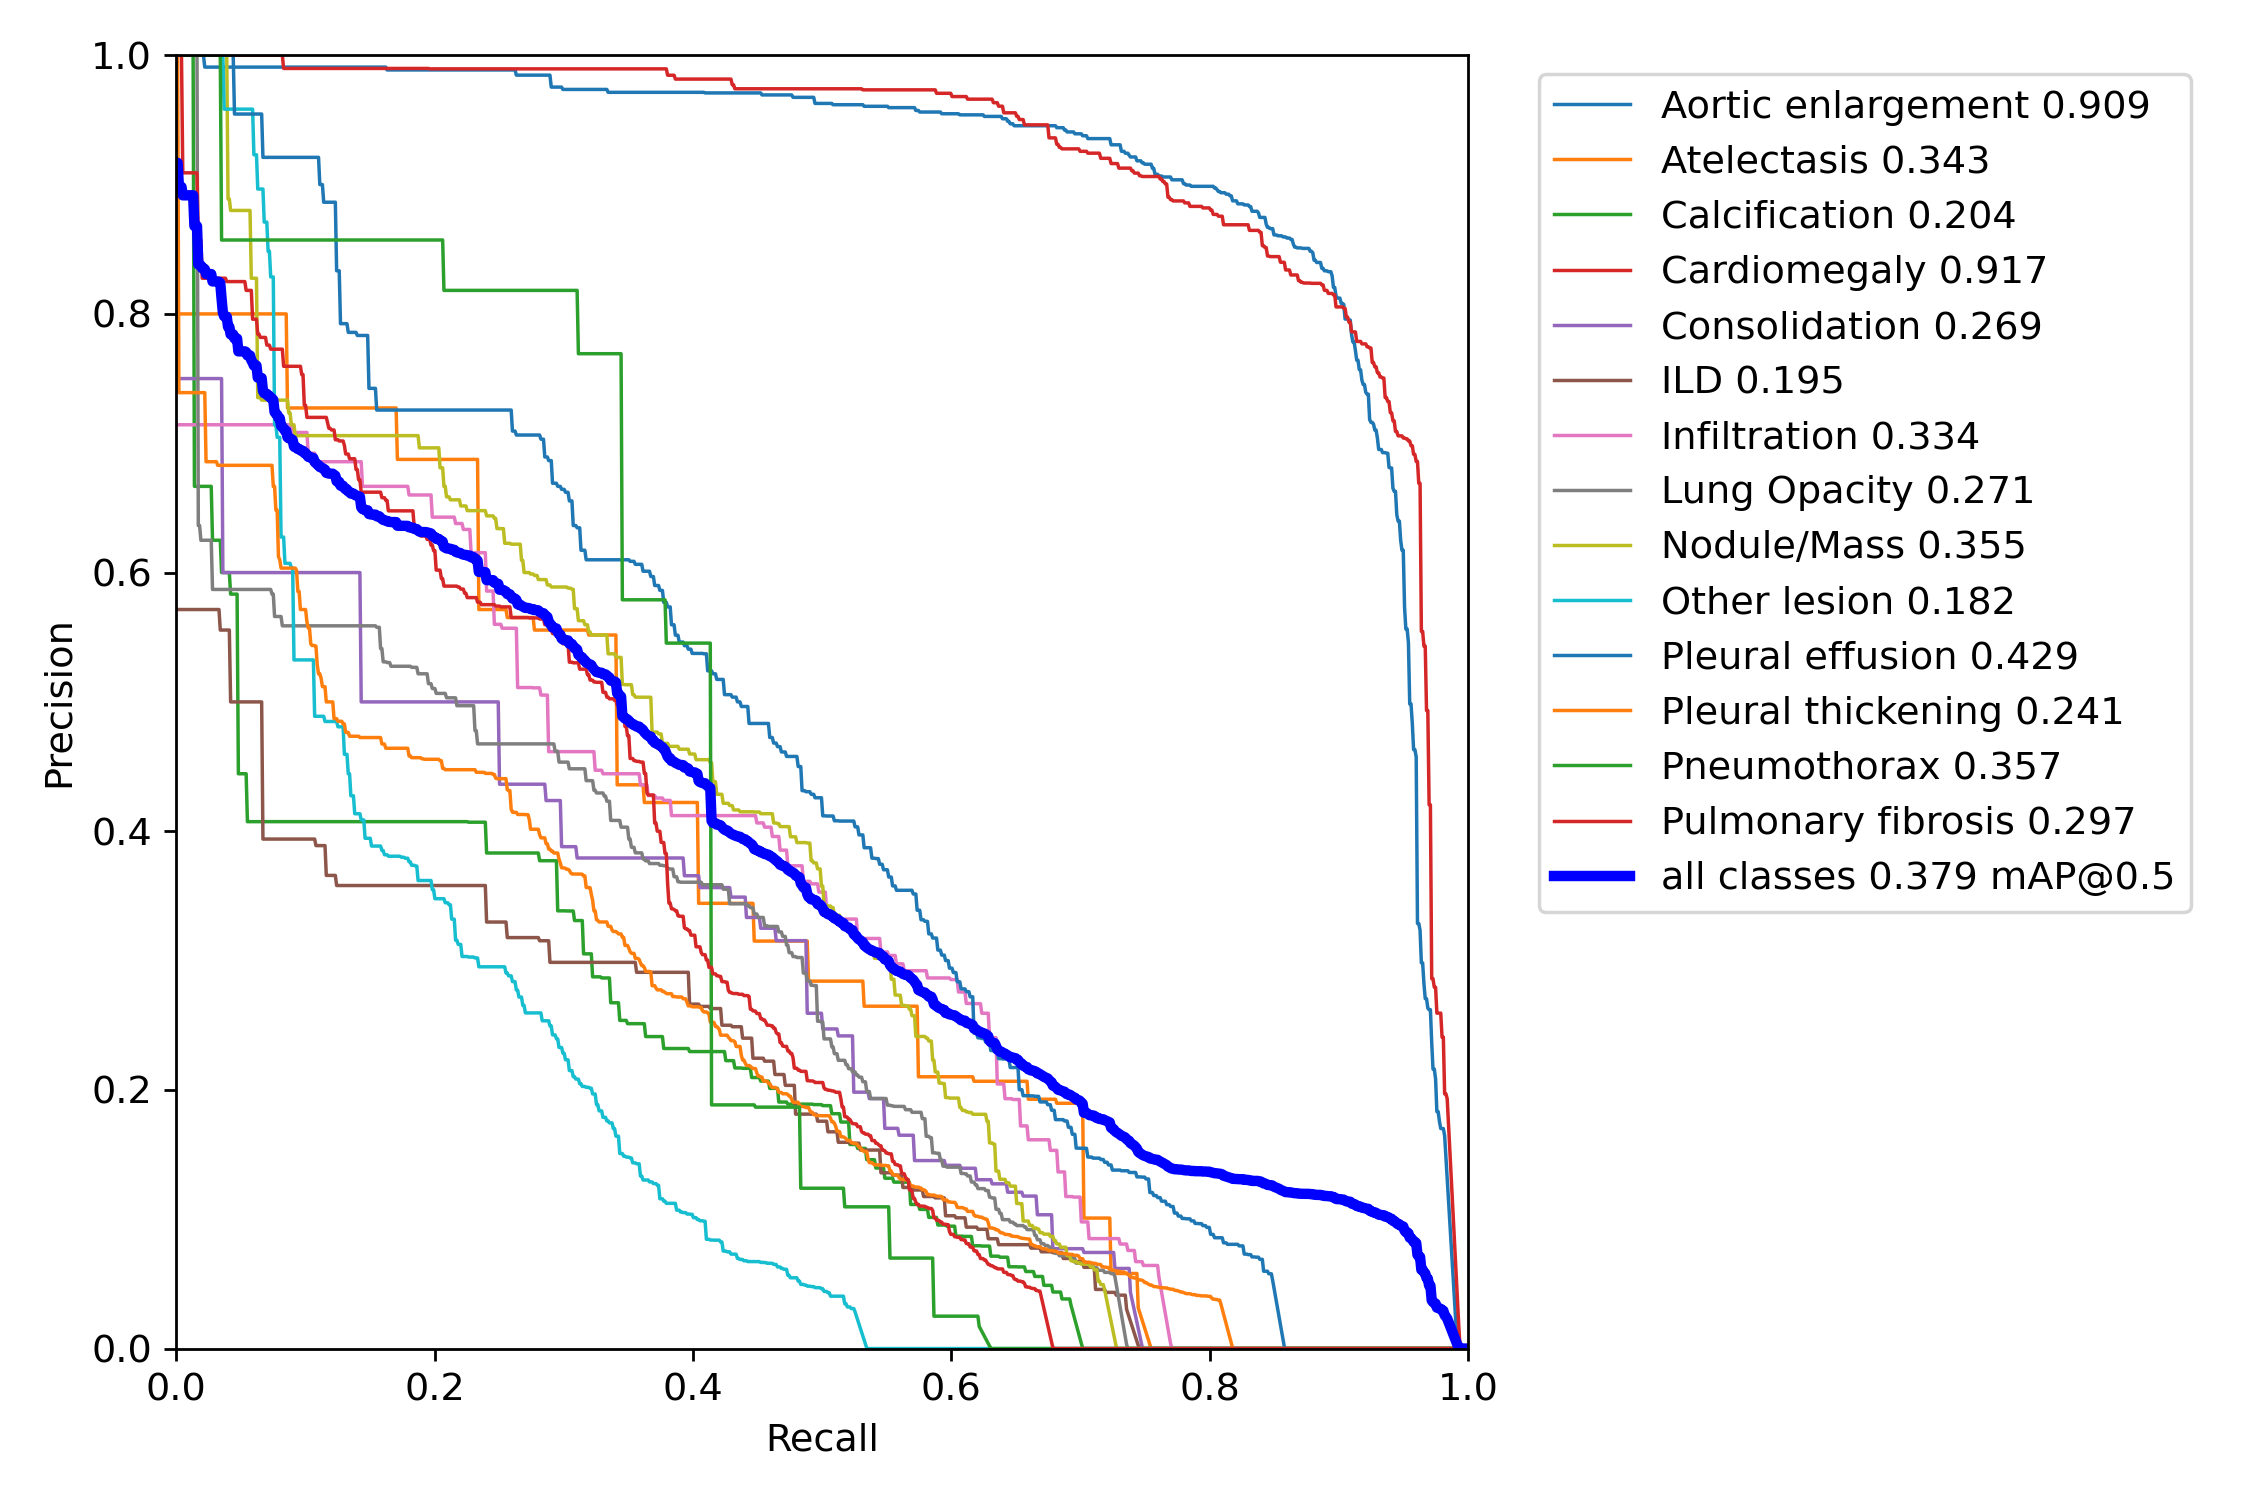 1.0
0.8
0.6
0.4
0.2
0.0
Precision
0.0 0.2 0.4 0.6 0.8 1.0
Recall
Aortic enlargement 0.909
Atelectasis 0.343
Calcification 0.204
Cardiomegaly 0.917
Consolidation 0.269
ILD 0.195
Infiltration 0.334
Lung Opacity 0.271
Nodule/Mass 0.355
Other lesion 0.182
Pleural effusion 0.429
Pleural thickening 0.241
Pneumothorax 0.357
Pulmonary fibrosis 0.297
all classes 0.379 mAP@0.5